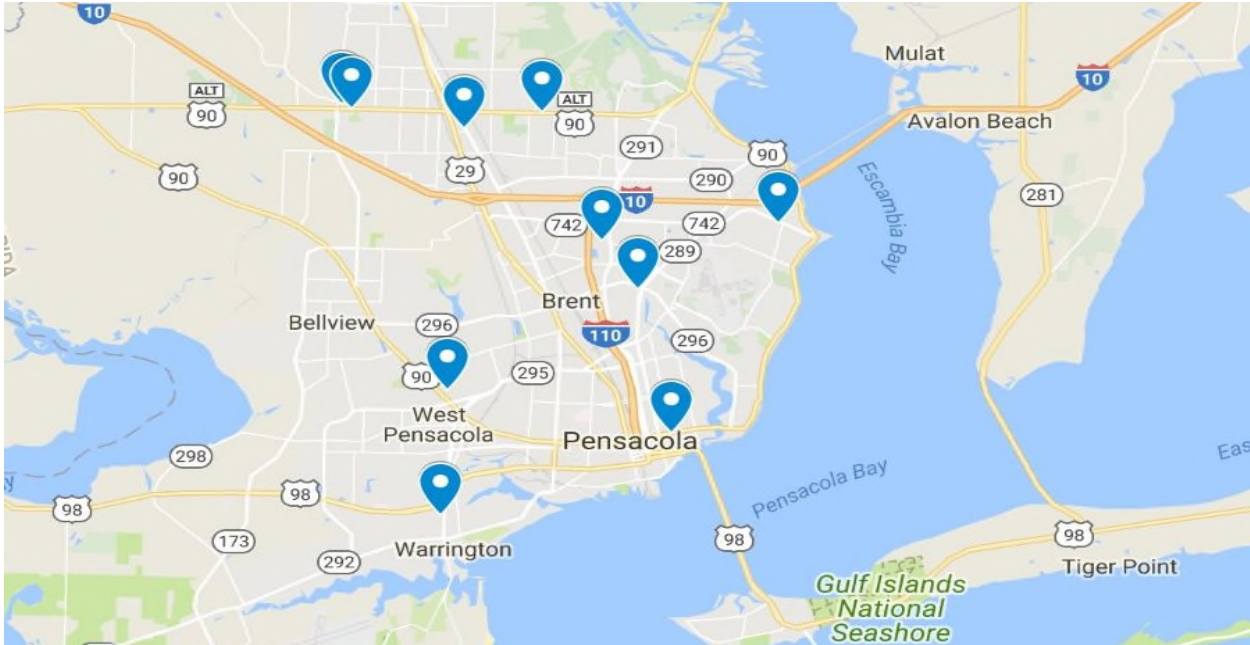 10
Mulat
10
ALT
90
ALT
90
Avalon Beach
291
90
29
90
290
281
10
Escambia Bay
742
742
289
Brent
Bellview
296
110
296
90
295
West
Pensacola
Pensacola
298
Pensacola Bay
98
98
98
98
173
Warrington
292
Tiger Point
Gulf Islands
National
Seashore